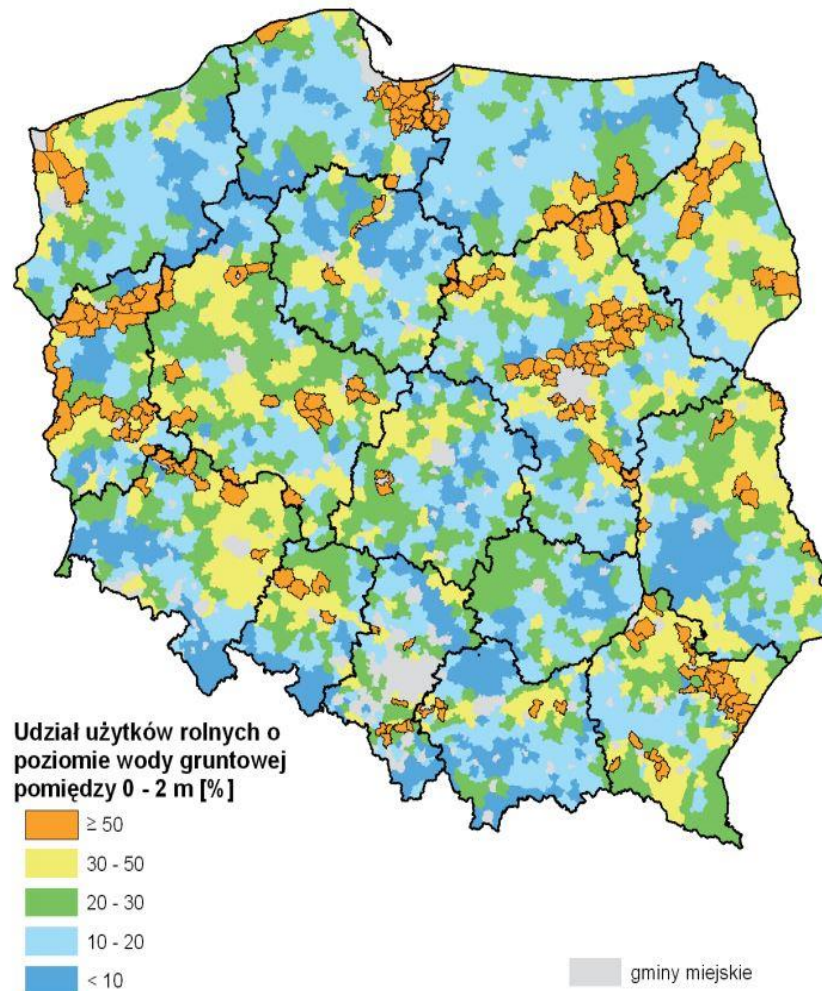 Udział użytków rolnych o
poziomie wody gruntowej
pomiędzy 0 - 2 m [%]
≥ 50
30 - 50
20 - 30
10 - 20
< 10
gminy miejskie